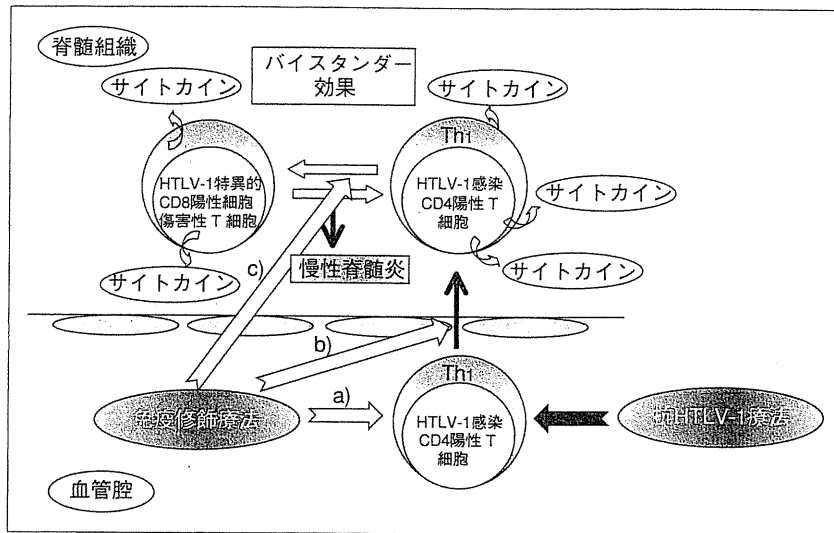 脊髄組織
バイスタンダー
効果
サイトカイン
サイトカイン
Th1
HTLV-1特異的
CD8陽性細胞
傷害性 T 細胞
HTLV-1感染
CD4陽性 T
細胞
サイトカイン
サイトカイン
サイトカイン
c)
慢性脊髄炎
b)
a)
Th1
免疫修飾療法
HTLV-1感染
CD4陽性 T
細胞
抗HTLV-1療法
血管腔